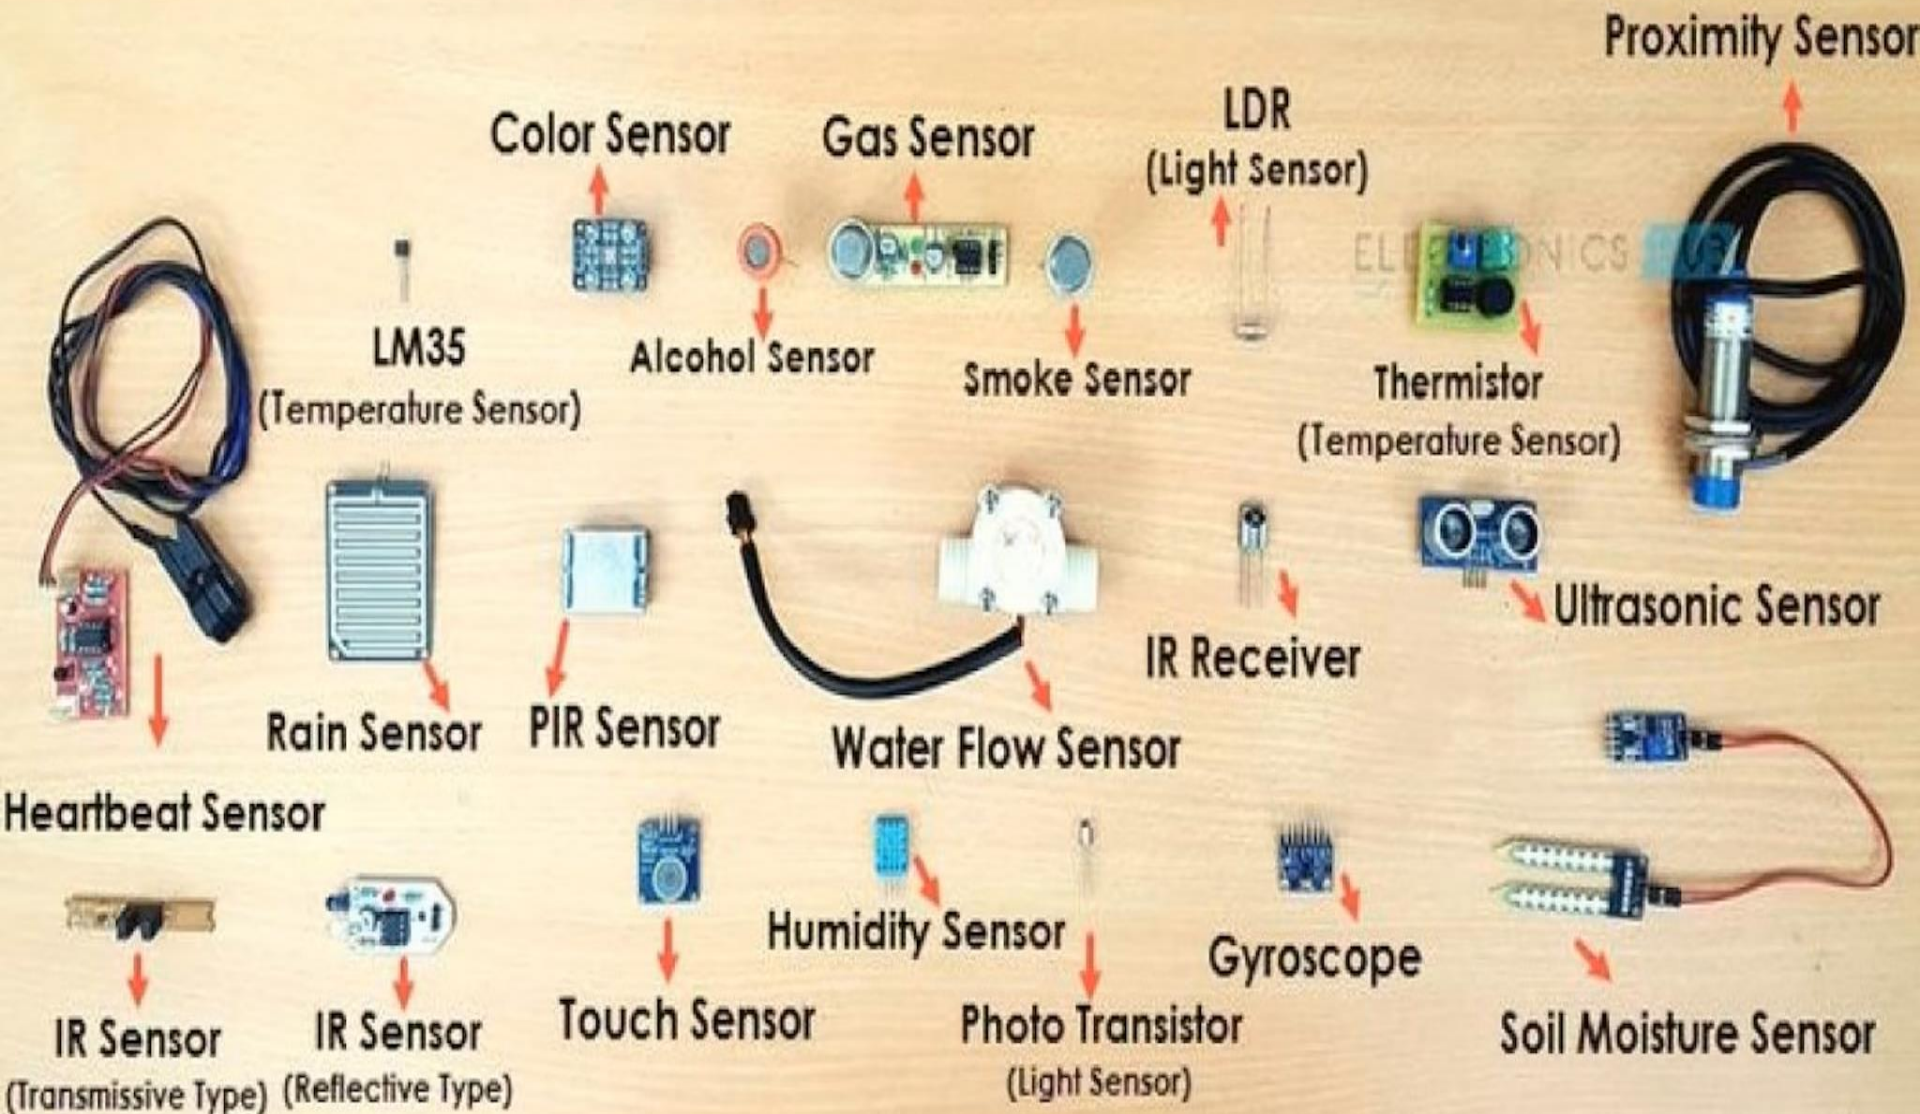 Proximity Sensor
Color Sensor
Gas Sensor
LDR
(Light Sensor)
ELECTRONICS HUB
LM35
(Temperature Sensor)
Alcohol Sensor
Smoke Sensor
Thermistor
(Temperature Sensor)
Ultrasonic Sensor
IR Receiver
Rain Sensor
PIR Sensor
Water Flow Sensor
Heartbeat Sensor
Humidity Sensor
Gyroscope
IR Sensor
(Transmissive Type)
IR Sensor
(Reflective Type)
Touch Sensor
Photo Transistor
(Light Sensor)
Soil Moisture Sensor